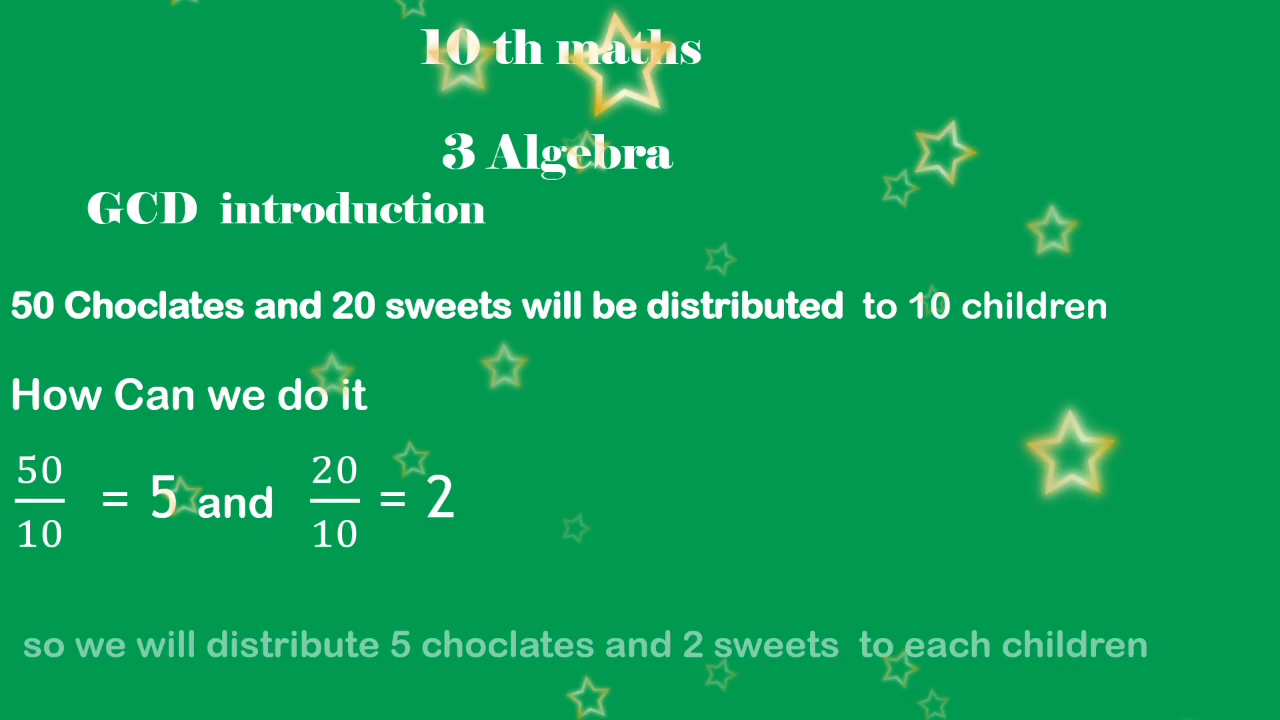 10 th maths
3 Algebra
GCD introduction
50 Choclates and 20 sweets will be distributed to 10 children
How Can we do it
50/10 = 5 and 20/10 = 2
so we will distribute 5 choclates and 2 sweets to each children